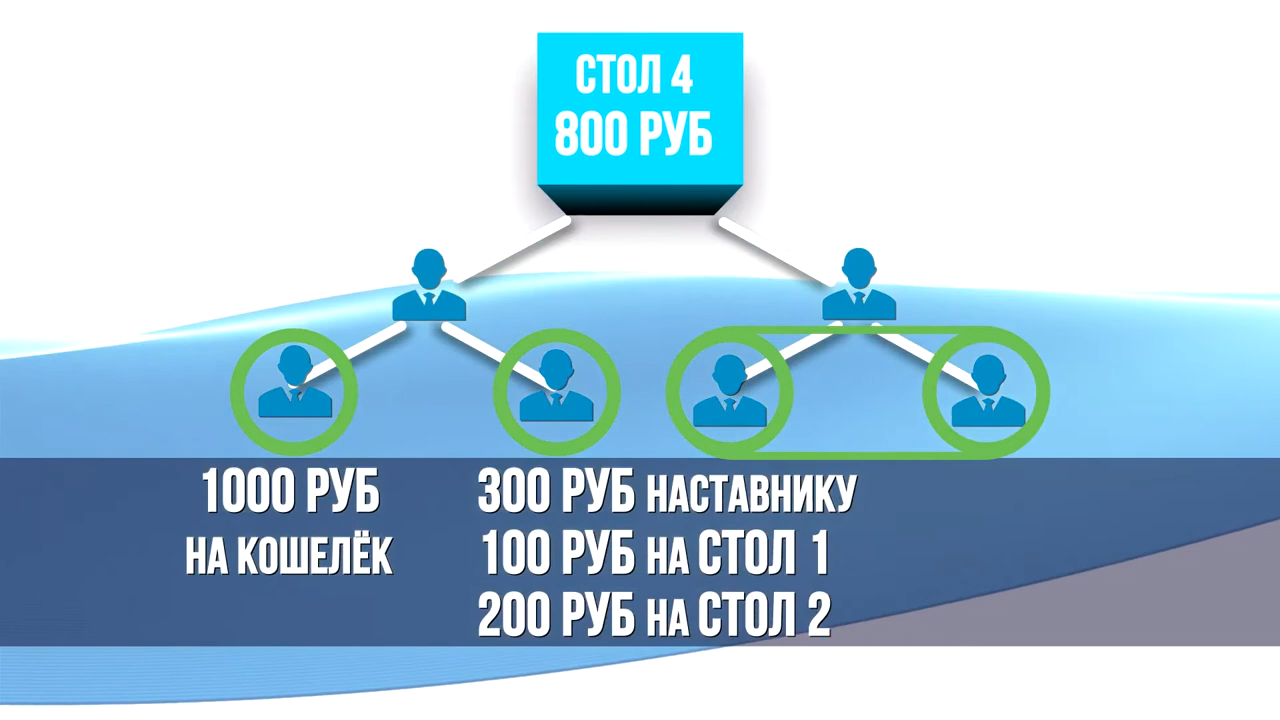 СТОЛ 4
800 РУБ
1000 РУБ
НА КОШЕЛЁК
300 РУБ НАСТАВНИКУ
100 РУБ НА СТОЛ 1
200 РУБ НА СТОЛ 2